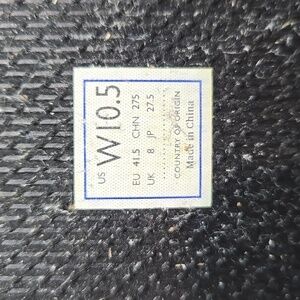 US W10.5
EU 41.5 CHN 275
UK 8 JP 27.5
COUNTRY OF ORIGIN
Made in China